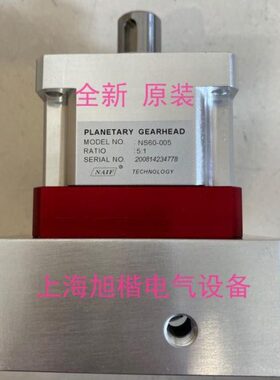 全新 原装
PLANETARY GEARHEAD
MODEL NO. : NS60-005
RATIO : 5:1
SERIAL NO. : 200814234778
NAIF ® TECHNOLOGY
上海旭楷电气设备